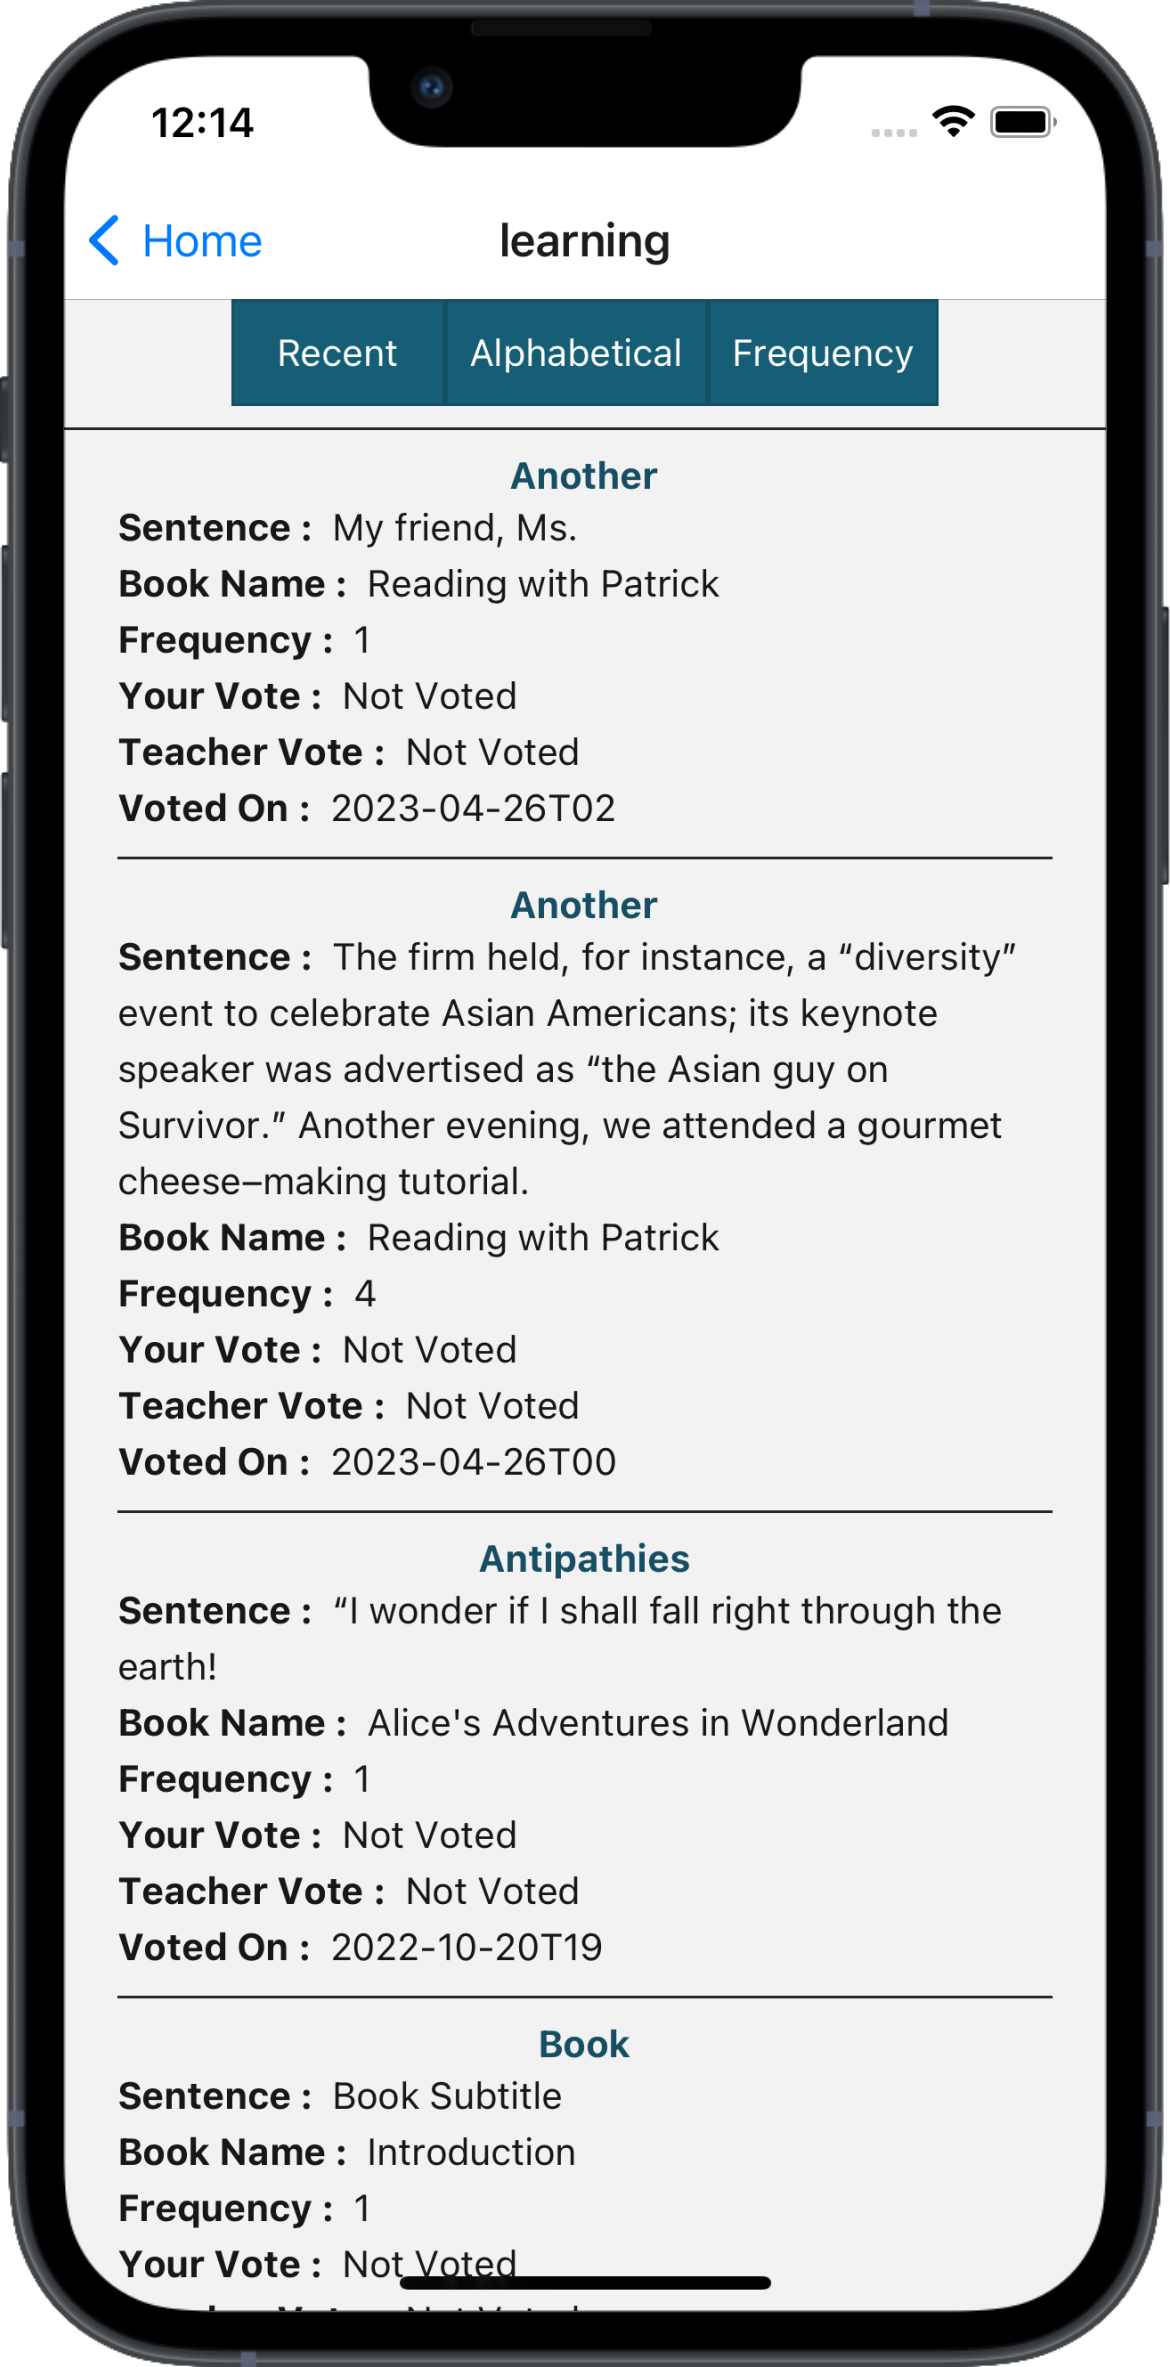 12:14
Home learning
Recent Alphabetical Frequency
Another
Sentence : My friend, Ms.
Book Name : Reading with Patrick
Frequency : 1
Your Vote : Not Voted
Teacher Vote : Not Voted
Voted On : 2023-04-26T02
Another
Sentence : The firm held, for instance, a “diversity”
event to celebrate Asian Americans; its keynote
speaker was advertised as “the Asian guy on
Survivor.” Another evening, we attended a gourmet
cheese–making tutorial.
Book Name : Reading with Patrick
Frequency : 4
Your Vote : Not Voted
Teacher Vote : Not Voted
Voted On : 2023-04-26T00
Antipathies
Sentence : “I wonder if I shall fall right through the
earth!
Book Name : Alice's Adventures in Wonderland
Frequency : 1
Your Vote : Not Voted
Teacher Vote : Not Voted
Voted On : 2022-10-20T19
Book
Sentence : Book Subtitle
Book Name : Introduction
Frequency : 1
Your Vote : Not Voted